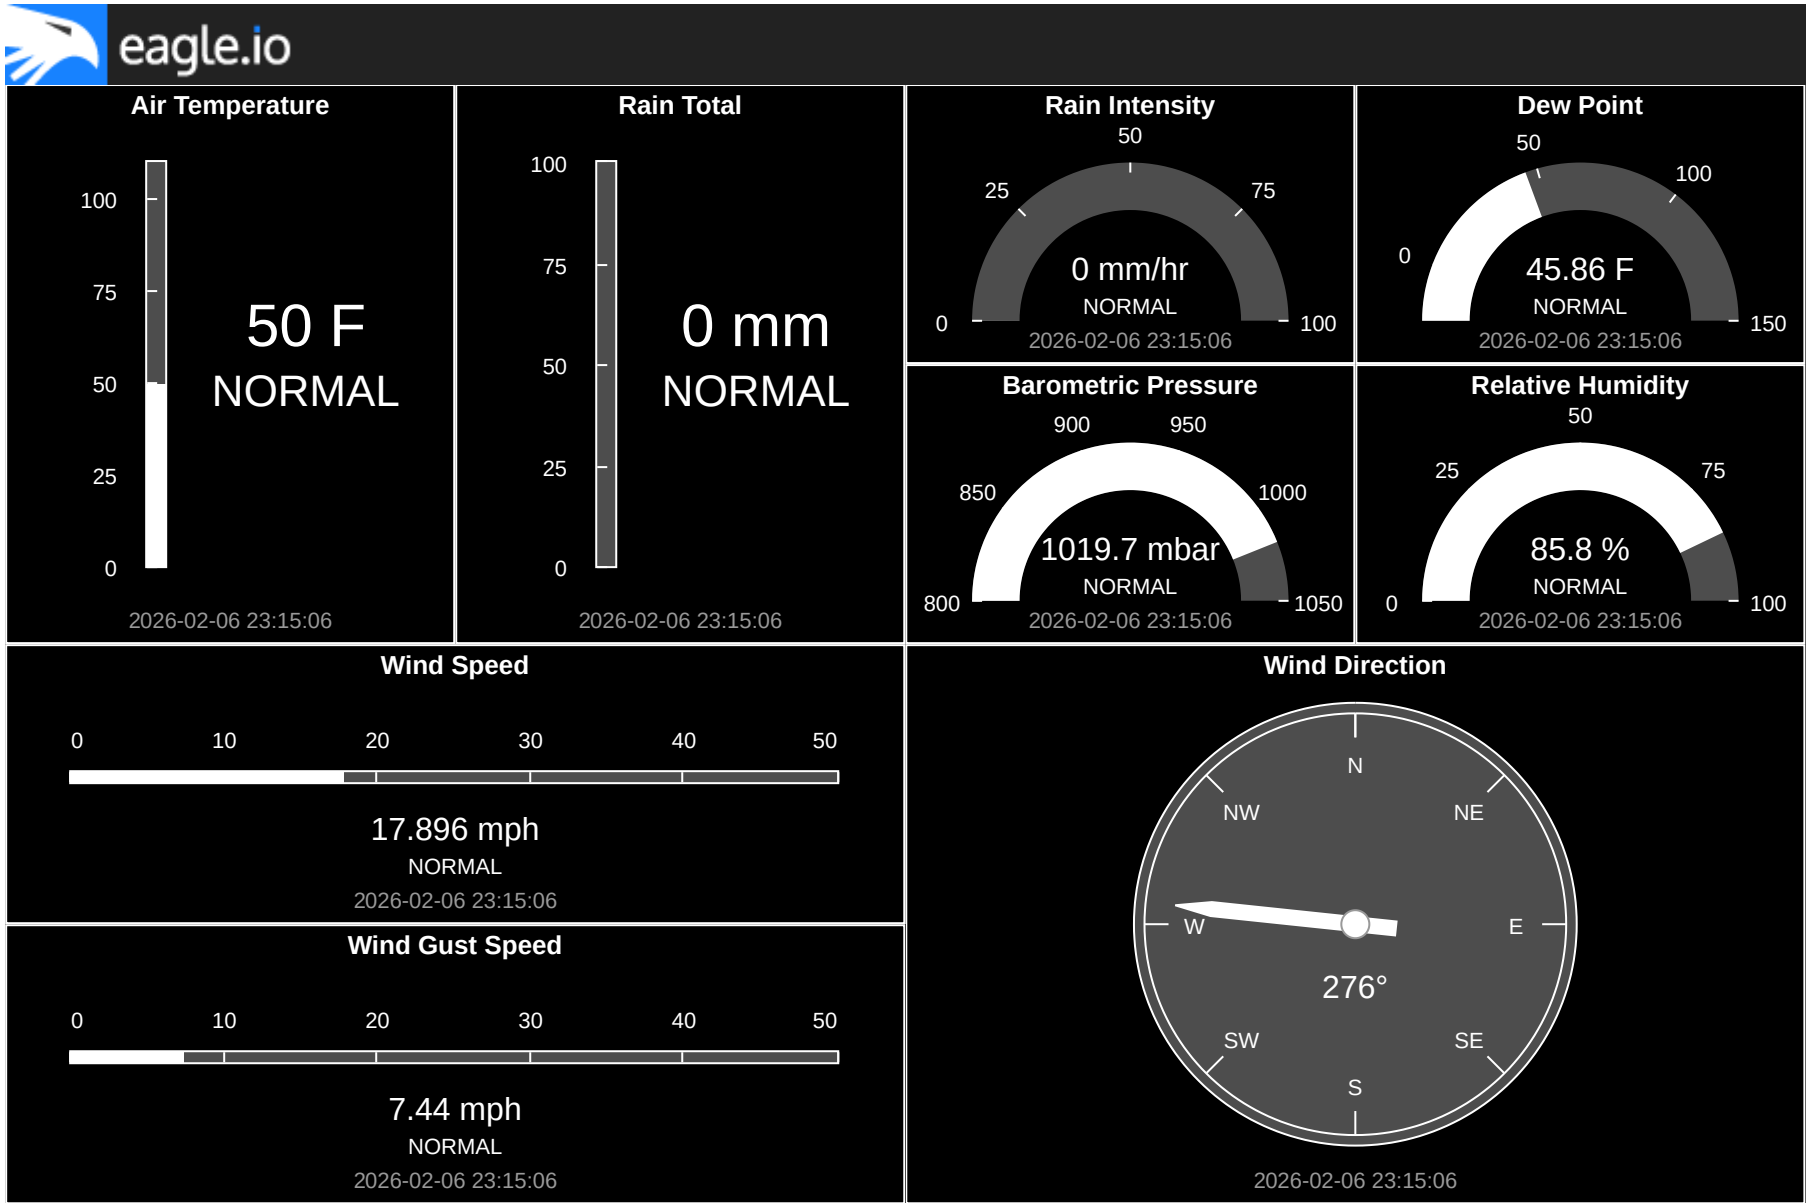 eagle.io
Air Temperature
100
75
50
25
0
50 F
NORMAL
2026-02-06 23:15:06
Rain Total
100
75
50
25
0
0 mm
NORMAL
2026-02-06 23:15:06
Rain Intensity
50
25
75
0
100
0 mm/hr
NORMAL
2026-02-06 23:15:06
Dew Point
50
100
0
150
45.86 F
NORMAL
2026-02-06 23:15:06
Barometric Pressure
900
950
850
1000
800
1050
1019.7 mbar
NORMAL
2026-02-06 23:15:06
Relative Humidity
50
25
75
0
100
85.8 %
NORMAL
2026-02-06 23:15:06
Wind Speed
0 10 20 30 40 50
17.896 mph
NORMAL
2026-02-06 23:15:06
Wind Gust Speed
0 10 20 30 40 50
7.44 mph
NORMAL
2026-02-06 23:15:06
Wind Direction
N
NW NE
W E
276°
SW SE
S
2026-02-06 23:15:06